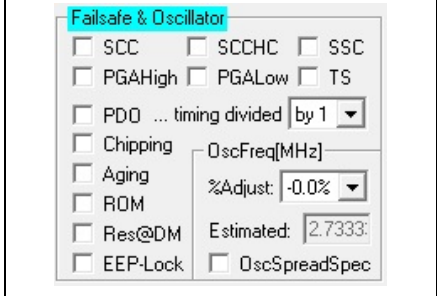 Failsafe & Oscillator
SCC SCCHC SSC
PGAHigh PGALow TS
PDO ... timing divided by 1
Chipping OscFreq[MHz]
Aging %Adjust: -0.0%
ROM
Res@DM Estimated: 2.7333
EEP-Lock OscSpreadSpec